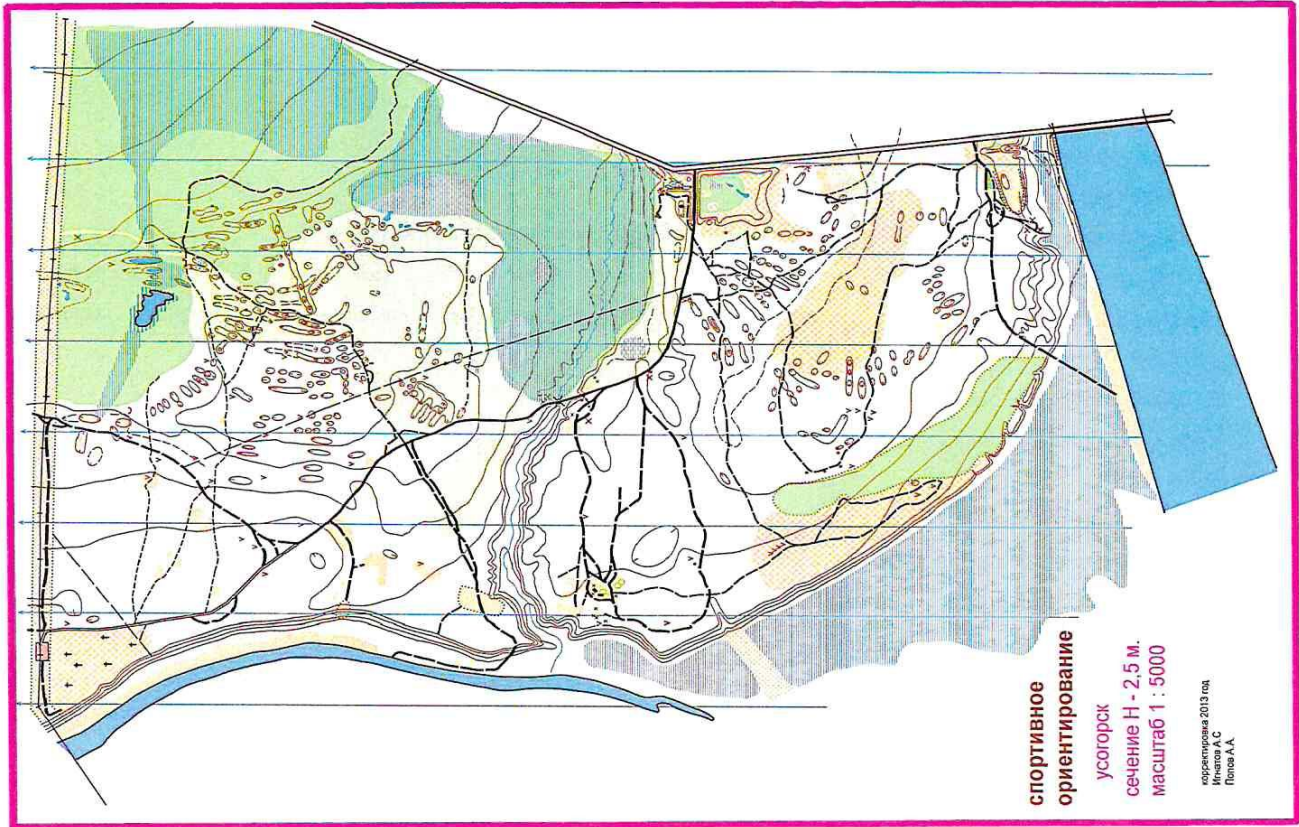 спортивное
ориентирование
усогорск
сечение Н - 2,5 м.
масштаб 1 : 5000
корректировка 2013 год
Игнатов А.С
Попов А.А.